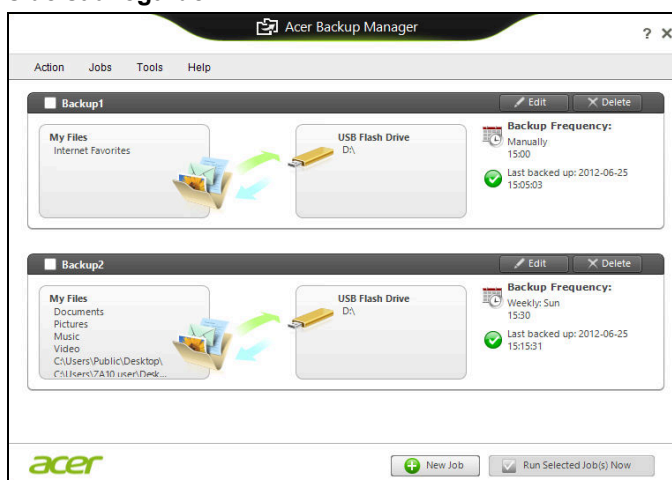 Acer Backup Manager
? X
Action Jobs Tools Help
Backup1
Edit
Delete
My Files
Internet Favorites
USB Flash Drive
D:\
Backup Frequency:
Manually
15:00
Last backed up: 2012-06-25
15:05:03
Backup2
Edit
Delete
My Files
Documents
Pictures
Music
Video
C:\Users\Public\Desktop\
C:\Users\ZA10 user\Desk...
USB Flash Drive
D:\
Backup Frequency:
Weekly: Sun
15:30
Last backed up: 2012-06-25
15:15:31
acer
New Job
Run Selected Job(s) Now